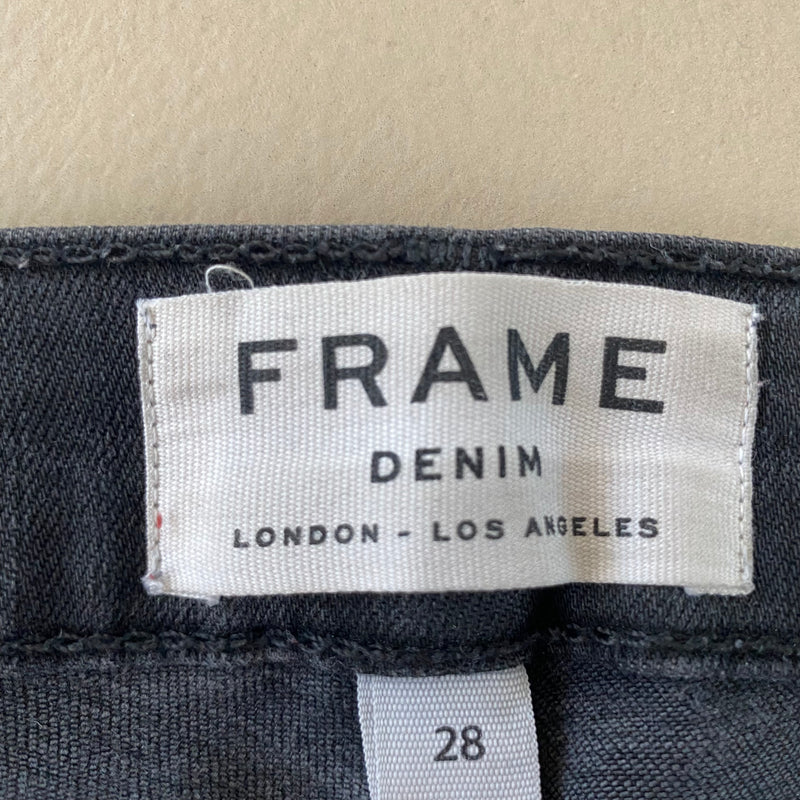 FRAME
DENIM
LONDON - LOS ANGELES
28